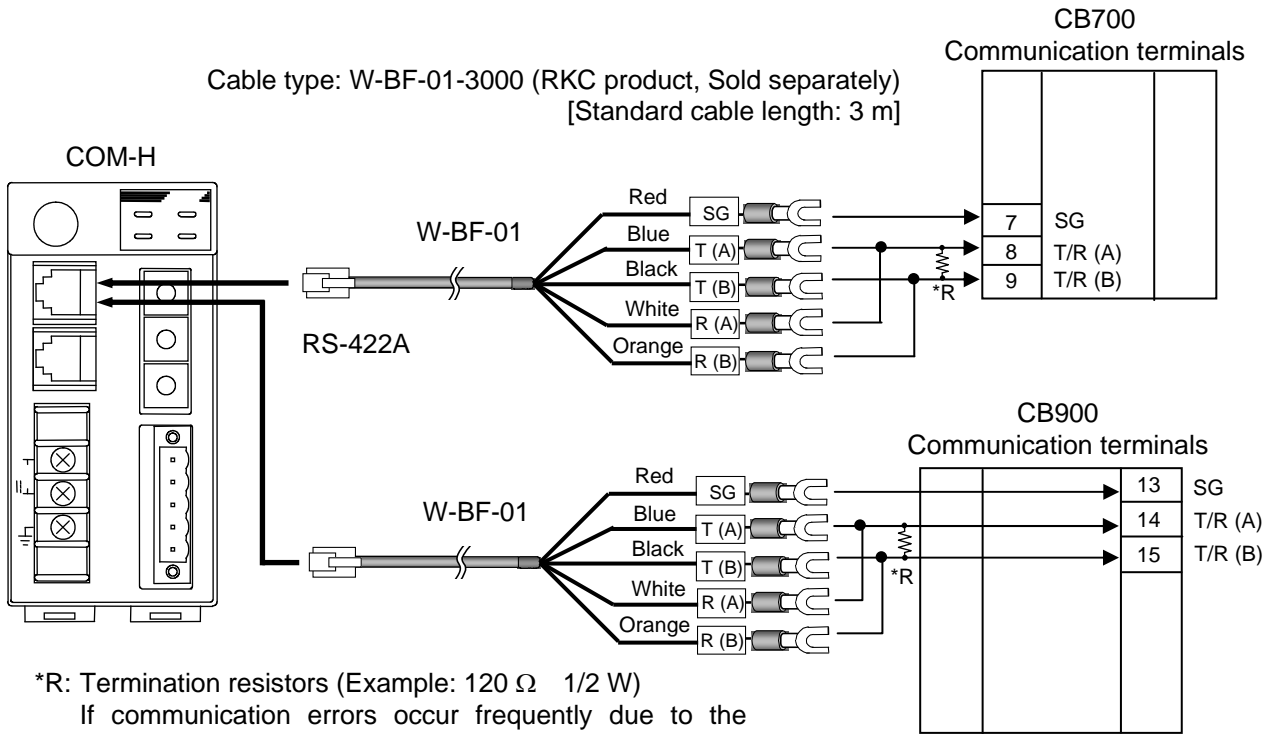 CB700
Communication terminals
Cable type: W-BF-01-3000 (RKC product, Sold separately)
[Standard cable length: 3 m]
COM-H
W-BF-01
RS-422A
Red
SG
Blue
T (A)
Black
T (B)
White
R (A)
Orange
R (B)
*R
7 SG
8 T/R (A)
9 T/R (B)
CB900
Communication terminals
W-BF-01
Red
SG
Blue
T (A)
Black
T (B)
White
R (A)
Orange
R (B)
*R
13 SG
14 T/R (A)
15 T/R (B)
*R: Termination resistors (Example: 120 Ω 1/2 W)
If communication errors occur frequently due to the